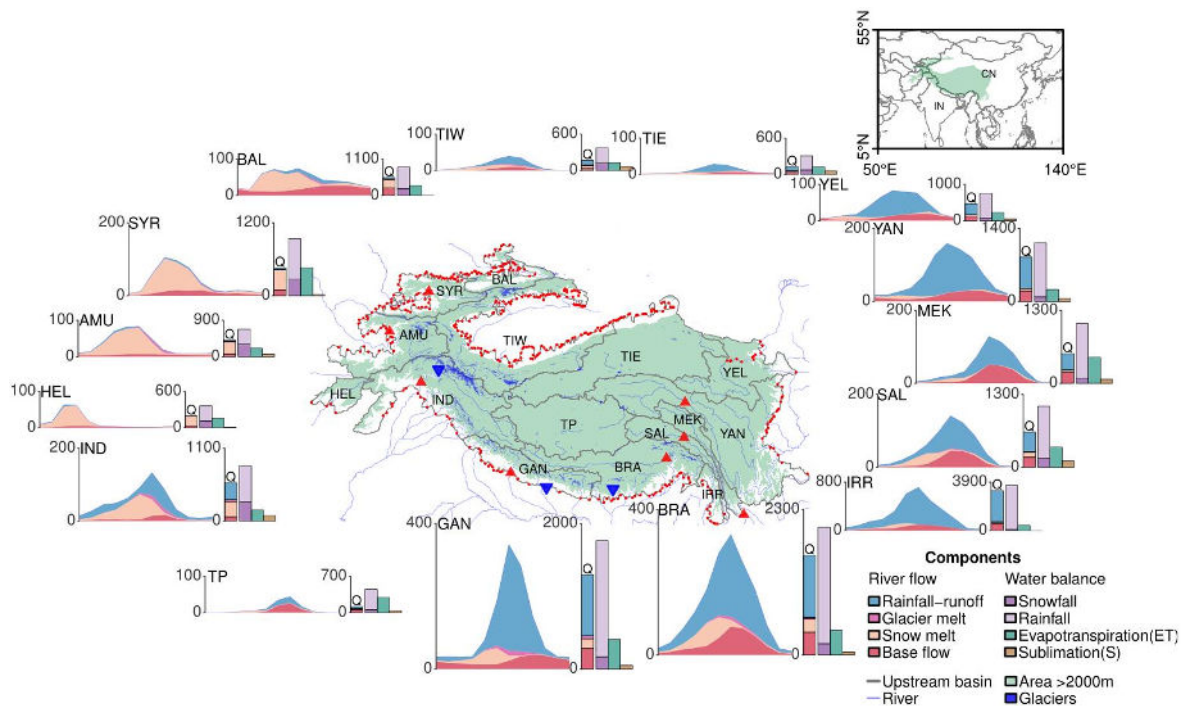 55°N
CN
IN
5°N
50°E
140°E
100
TIW
0
600
Q
0
100
TIE
0
600
Q
0
100
BAL
0
1100
Q
0
100
YEL
0
1000
Q
0
200
SYR
0
1200
Q
0
200
YAN
0
1400
Q
0
100
AMU
0
900
Q
0
200
MEK
0
1300
Q
0
100
HEL
0
600
Q
0
200
SAL
0
1300
Q
0
200
IND
0
1100
Q
0
800
IRR
0
3900
Q
0
SYR
BAL
AMU
TIW
TIE
YEL
HEL
IND
TP
MEK
SAL
YAN
GAN
BRA
IRR
400
GAN
0
2000
Q
0
400
BRA
0
2300
Q
0
100
TP
0
700
Q
0
Components
River flow
Water balance
Rainfall-runoff
Snowfall
Glacier melt
Rainfall
Snow melt
Evapotranspiration(ET)
Base flow
Sublimation(S)
Upstream basin
Area >2000m
River
Glaciers